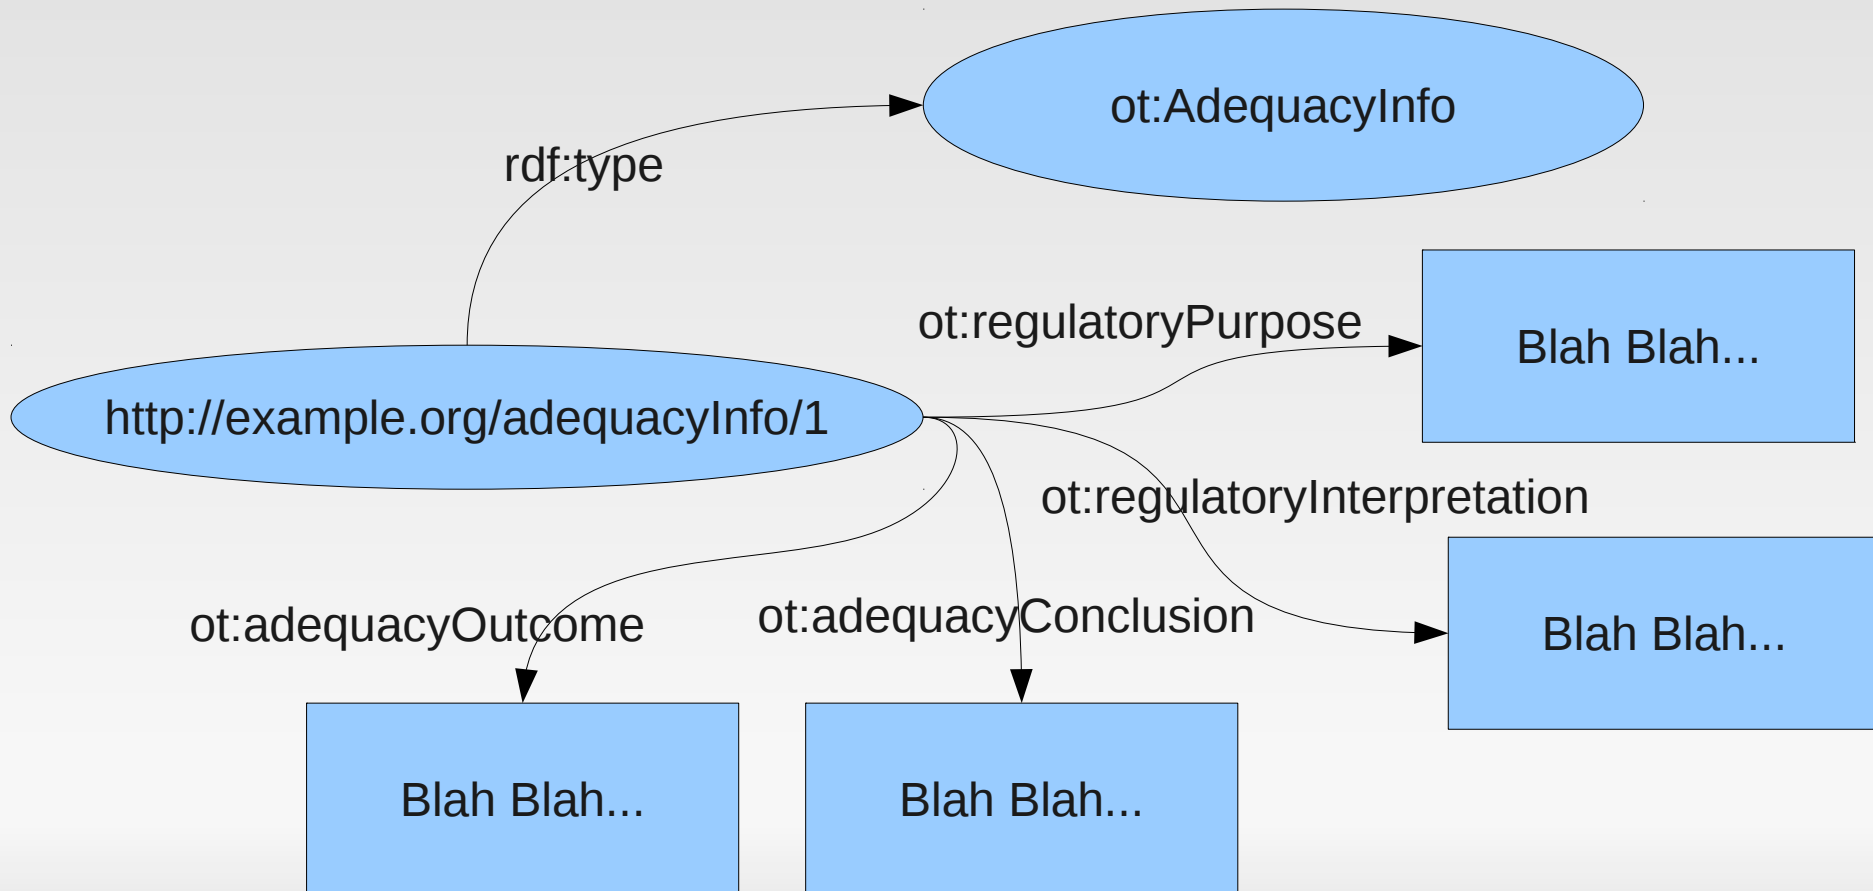 ot:AdequacyInfo
rdf:type
ot:regulatoryPurpose
Blah Blah...
http://example.org/adequacyInfo/1
ot:regulatoryInterpretation
ot:adequacyOutcome
ot:adequacyConclusion
Blah Blah...
Blah Blah...
Blah Blah...